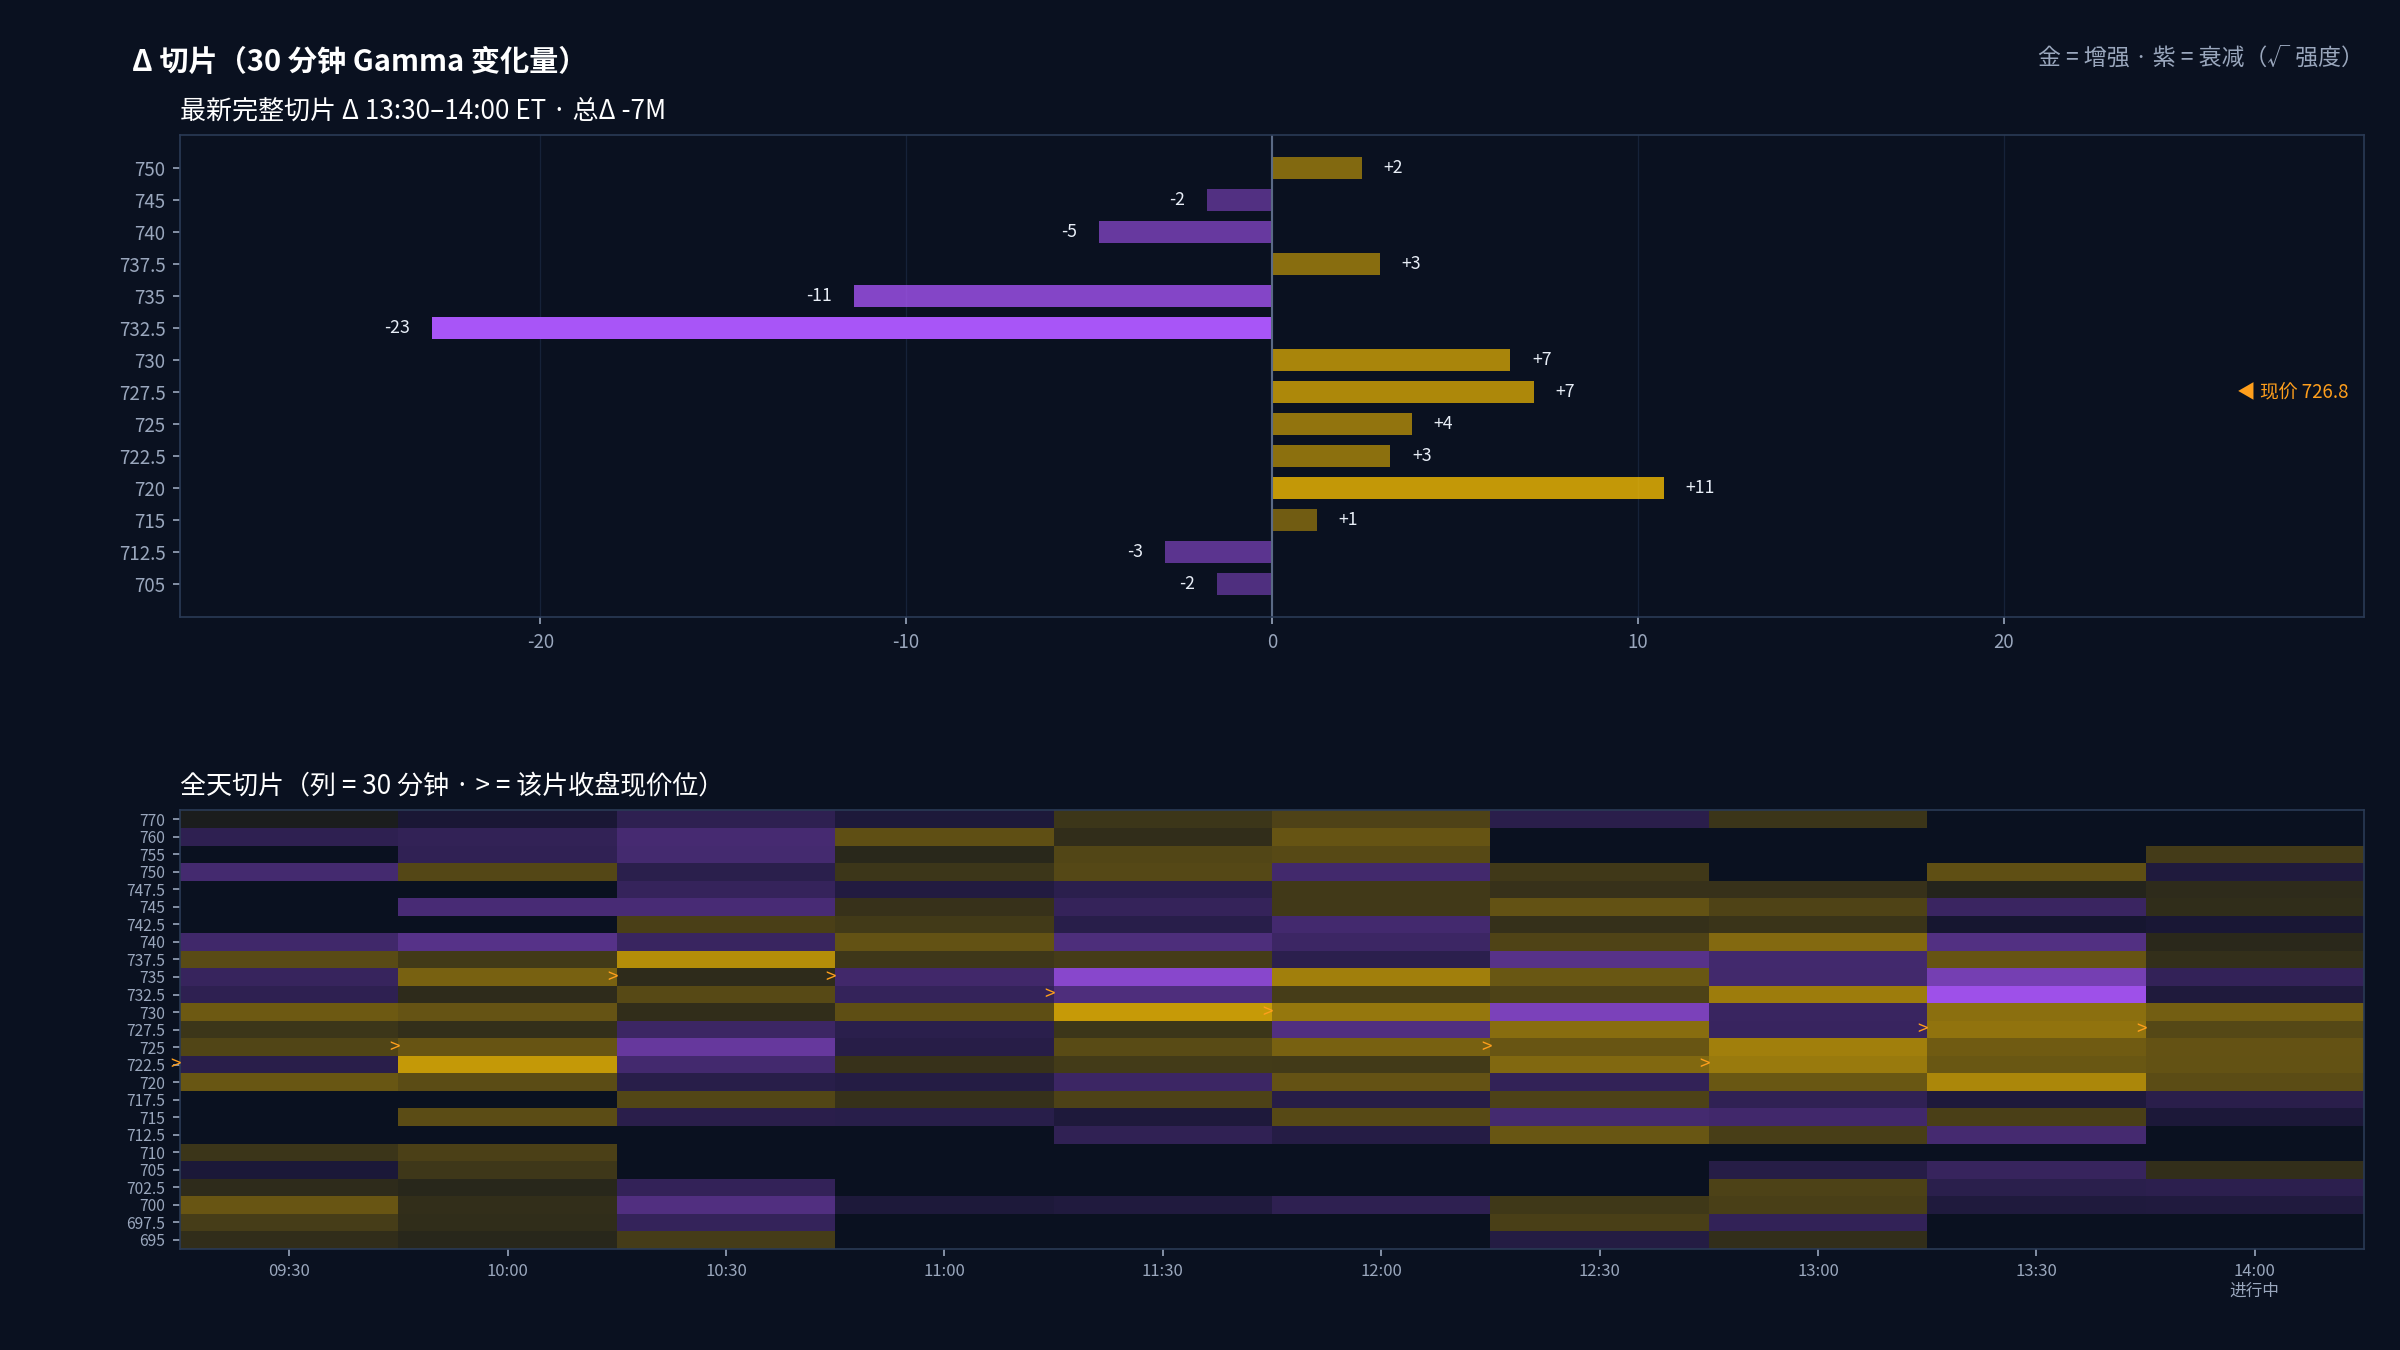 Δ 切片（30 分钟 Gamma 变化量）
金 = 增强 · 紫 = 衰减（√ 强度）
最新完整切片 Δ 13:30–14:00 ET · 总Δ -7M
750 +2
745 -2
740 -5
737.5 +3
735 -11
732.5 -23
730 +7
727.5 +7 ◀ 现价 726.8
725 +4
722.5 +3
720 +11
715 +1
712.5 -3
705 -2
-20 -10 0 10 20
全天切片（列 = 30 分钟 · > = 该片收盘现价位）
770
760
755
750
747.5
745
742.5
740
737.5
735 > >
732.5 >
730 >
727.5 > >
725 > >
722.5 > >
720
717.5
715
712.5
710
705
702.5
700
697.5
695
09:30 10:00 10:30 11:00 11:30 12:00 12:30 13:00 13:30 14:00
进行中